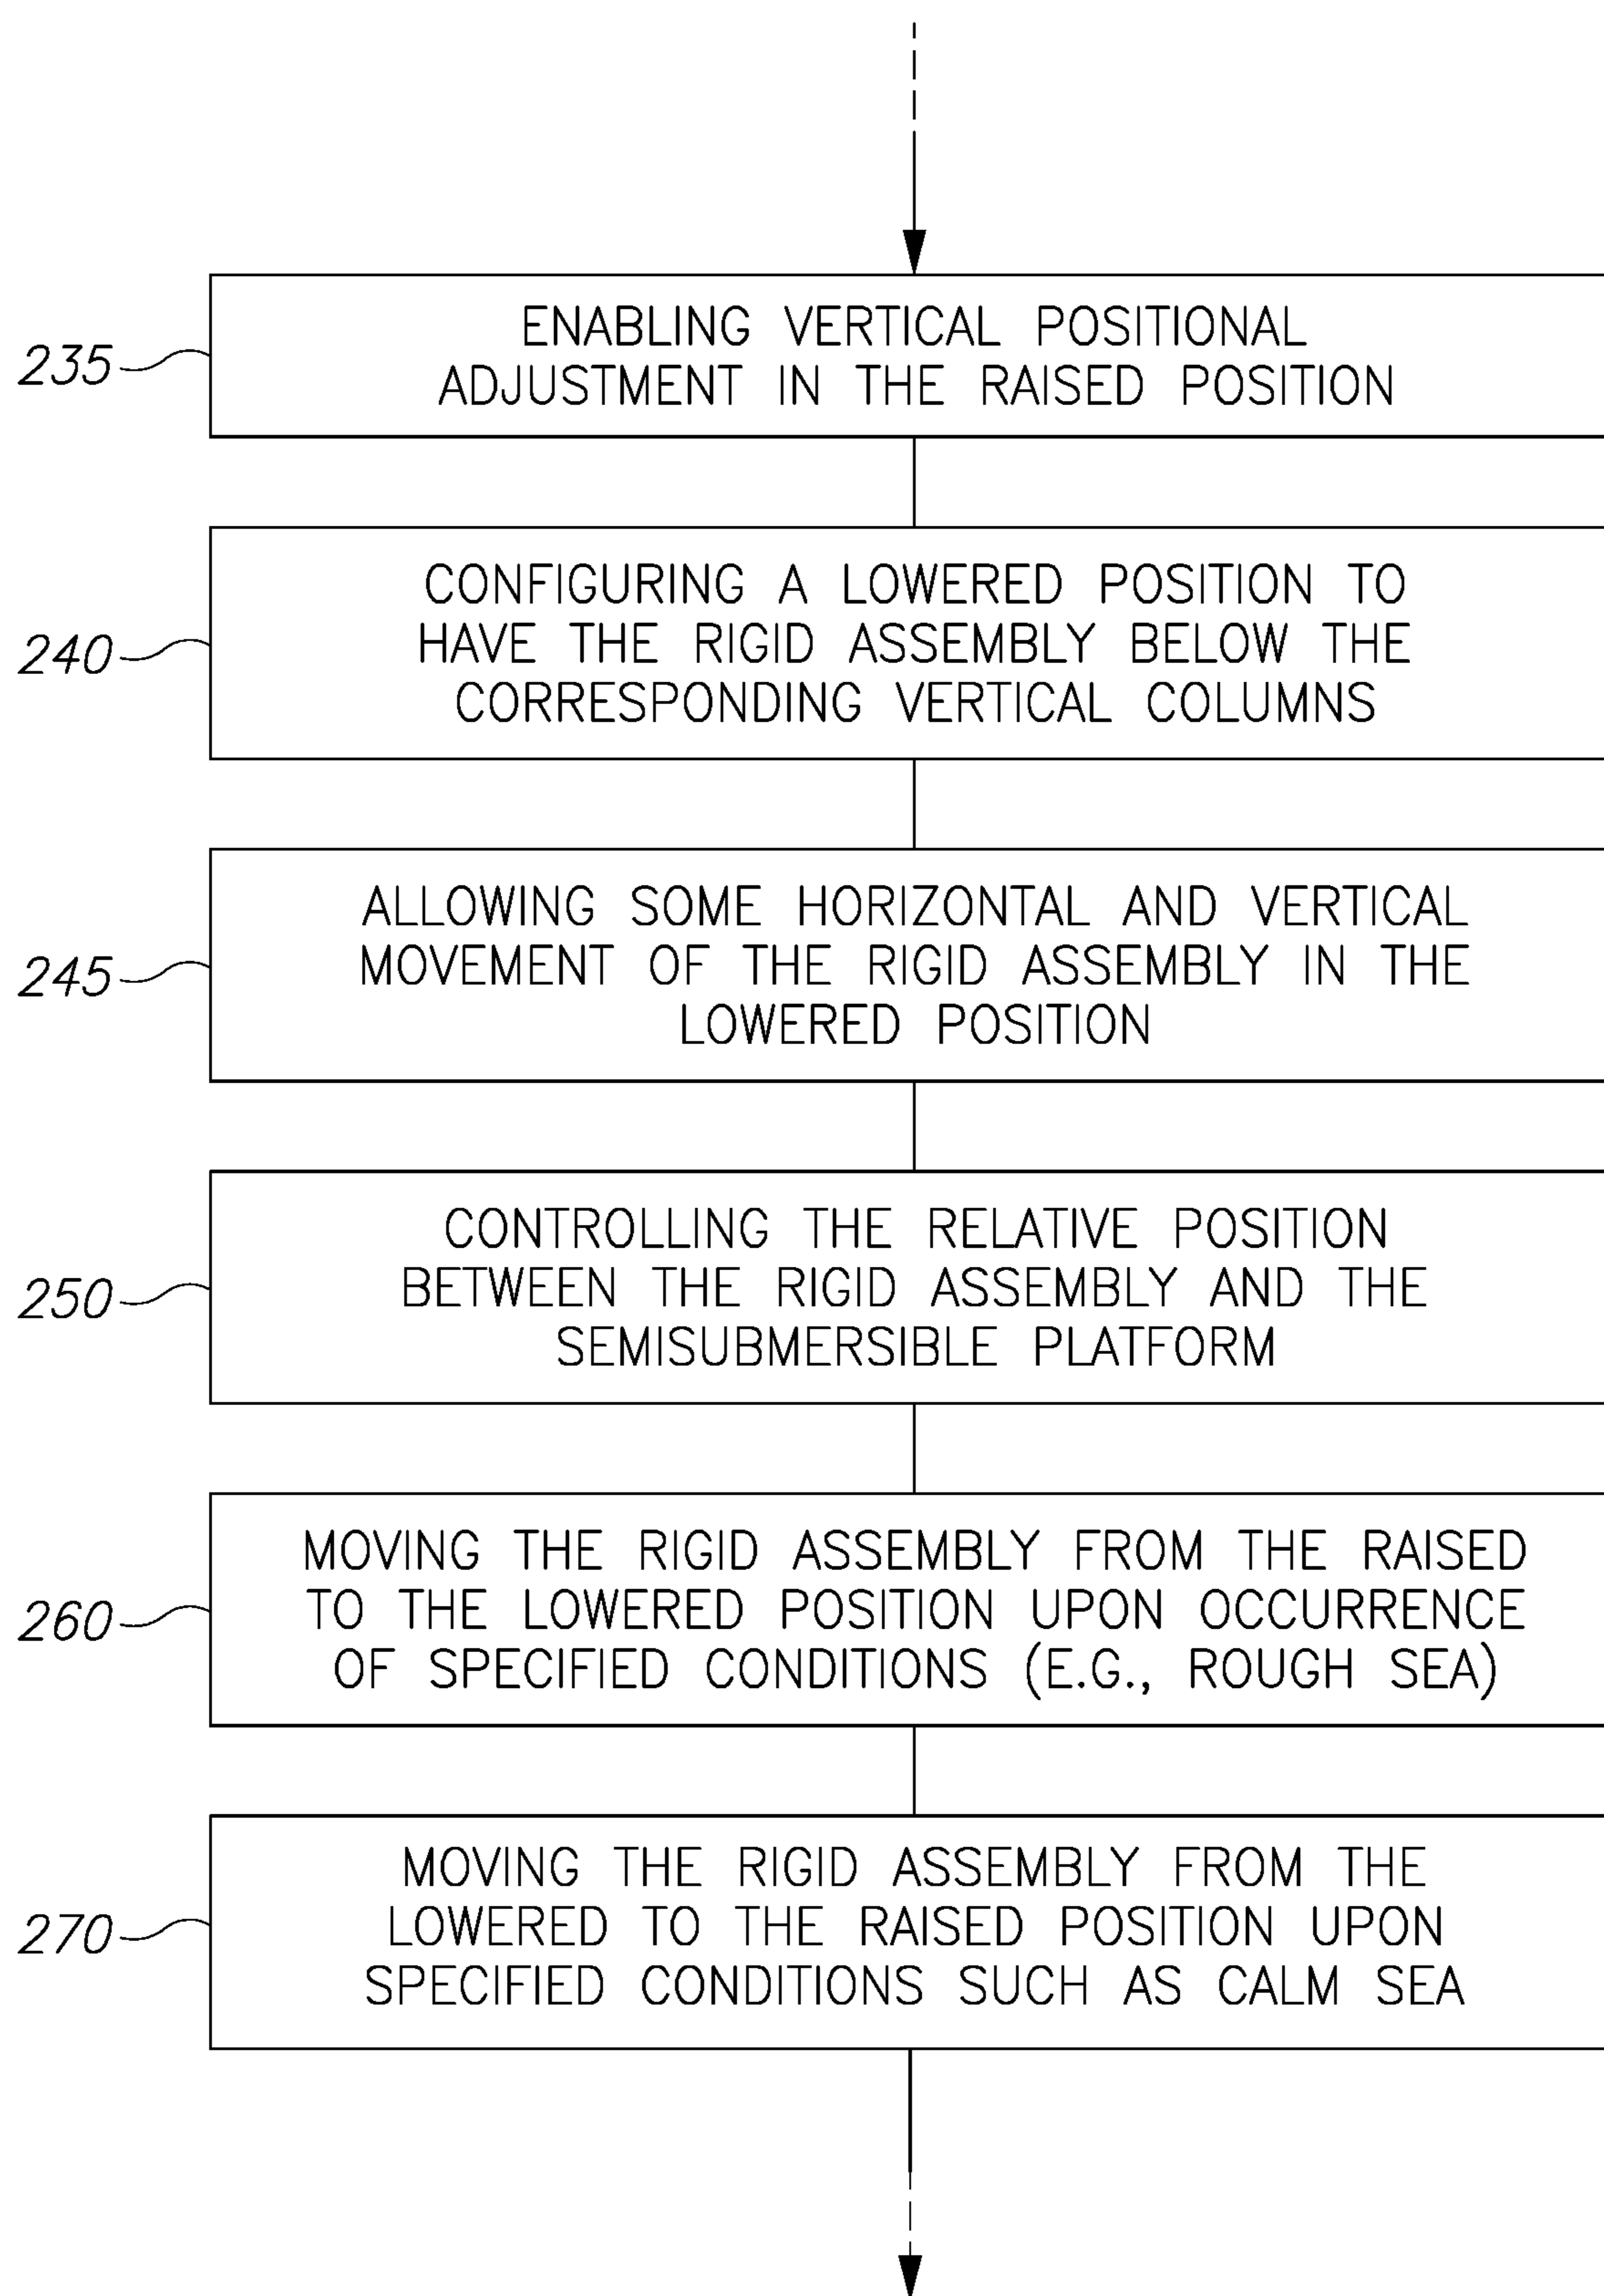 235
ENABLING VERTICAL POSITIONAL
ADJUSTMENT IN THE RAISED POSITION
240
CONFIGURING A LOWERED POSITION TO
HAVE THE RIGID ASSEMBLY BELOW THE
CORRESPONDING VERTICAL COLUMNS
245
ALLOWING SOME HORIZONTAL AND VERTICAL
MOVEMENT OF THE RIGID ASSEMBLY IN THE
LOWERED POSITION
250
CONTROLLING THE RELATIVE POSITION
BETWEEN THE RIGID ASSEMBLY AND THE
SEMISUBMERSIBLE PLATFORM
260
MOVING THE RIGID ASSEMBLY FROM THE RAISED
TO THE LOWERED POSITION UPON OCCURRENCE
OF SPECIFIED CONDITIONS (E.G., ROUGH SEA)
270
MOVING THE RIGID ASSEMBLY FROM THE
LOWERED TO THE RAISED POSITION UPON
SPECIFIED CONDITIONS SUCH AS CALM SEA